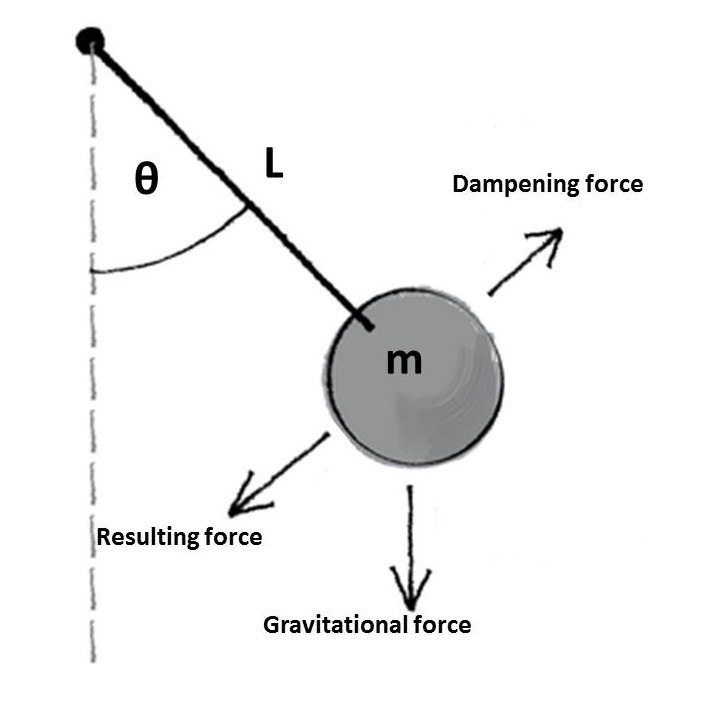 θ
L
Dampening force
m
Resulting force
Gravitational force